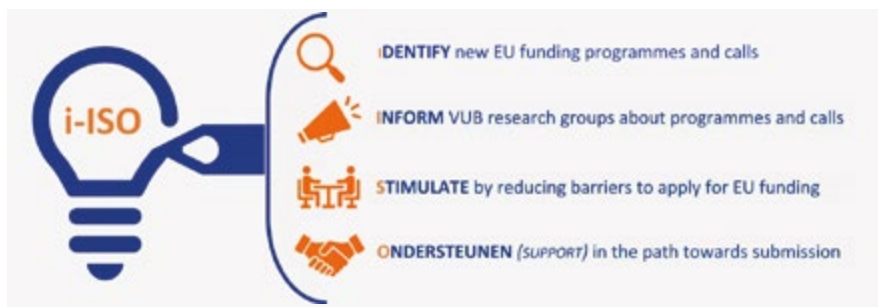 i-ISO
iDENTIFY new EU funding programmes and calls
INFORM VUB research groups about programmes and calls
STIMULATE by reducing barriers to apply for EU funding
ONDERSTEUNEN (SUPPORT) in the path towards submission